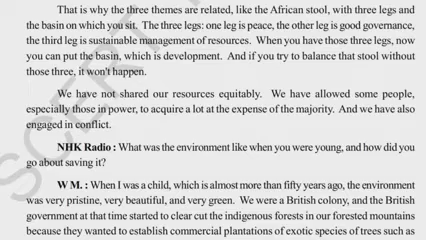 That is why the three themes are related, like the African stool, with three legs and
the basin on which you sit. The three legs: one leg is peace, the other leg is good governance,
the third leg is sustainable management of resources. When you have those three legs, now
you can put the basin, which is development. And if you try to balance that stool without
those three, it won't happen.
We have not shared our resources equitably. We have allowed some people,
especially those in power, to acquire a lot at the expense of the majority. And we have also
engaged in conflict.
NHK Radio : What was the environment like when you were young, and how did you
go about saving it?
W M. : When I was a child, which is almost more than fifty years ago, the environment
was very pristine, very beautiful, and very green. We were a British colony, and the British
government at that time started to clear cut the indigenous forests in our forested mountains
because they wanted to establish commercial plantations of exotic species of trees such as
SCERT